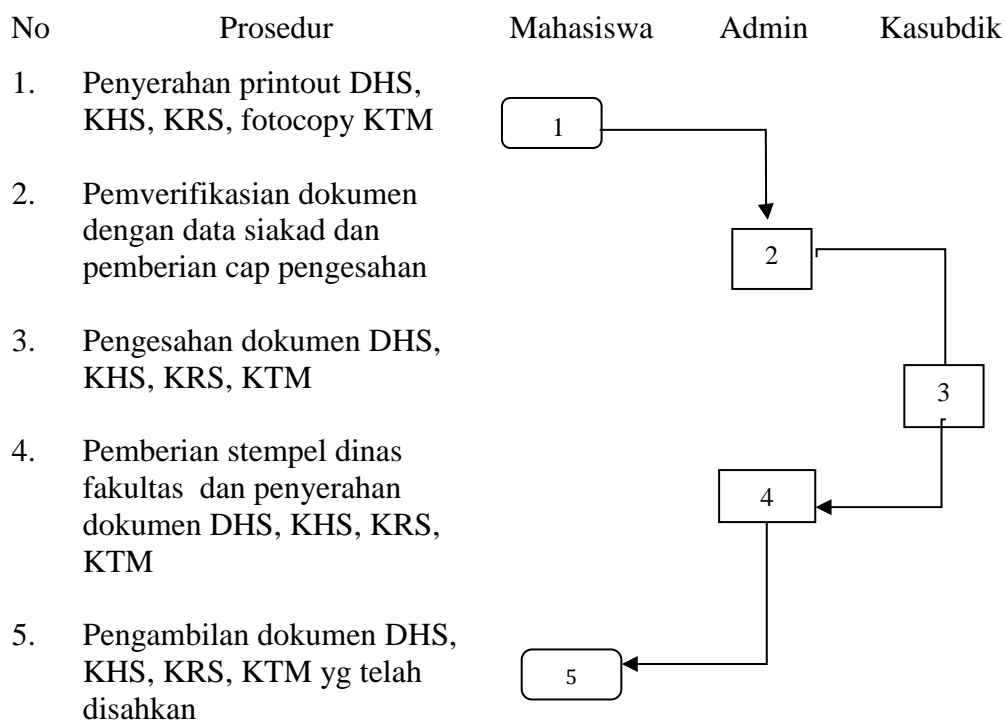 No Prosedur Mahasiswa Admin Kasubdik
1. Penyerahan printout DHS,
KHS, KRS, fotocopy KTM
1
2. Pemverifikasian dokumen
dengan data siakad dan
pemberian cap pengesahan
2
3. Pengesahan dokumen DHS,
KHS, KRS, KTM
3
4. Pemberian stempel dinas
fakultas dan penyerahan
dokumen DHS, KHS, KRS,
KTM
4
5. Pengambilan dokumen DHS,
KHS, KRS, KTM yg telah
disahkan
5